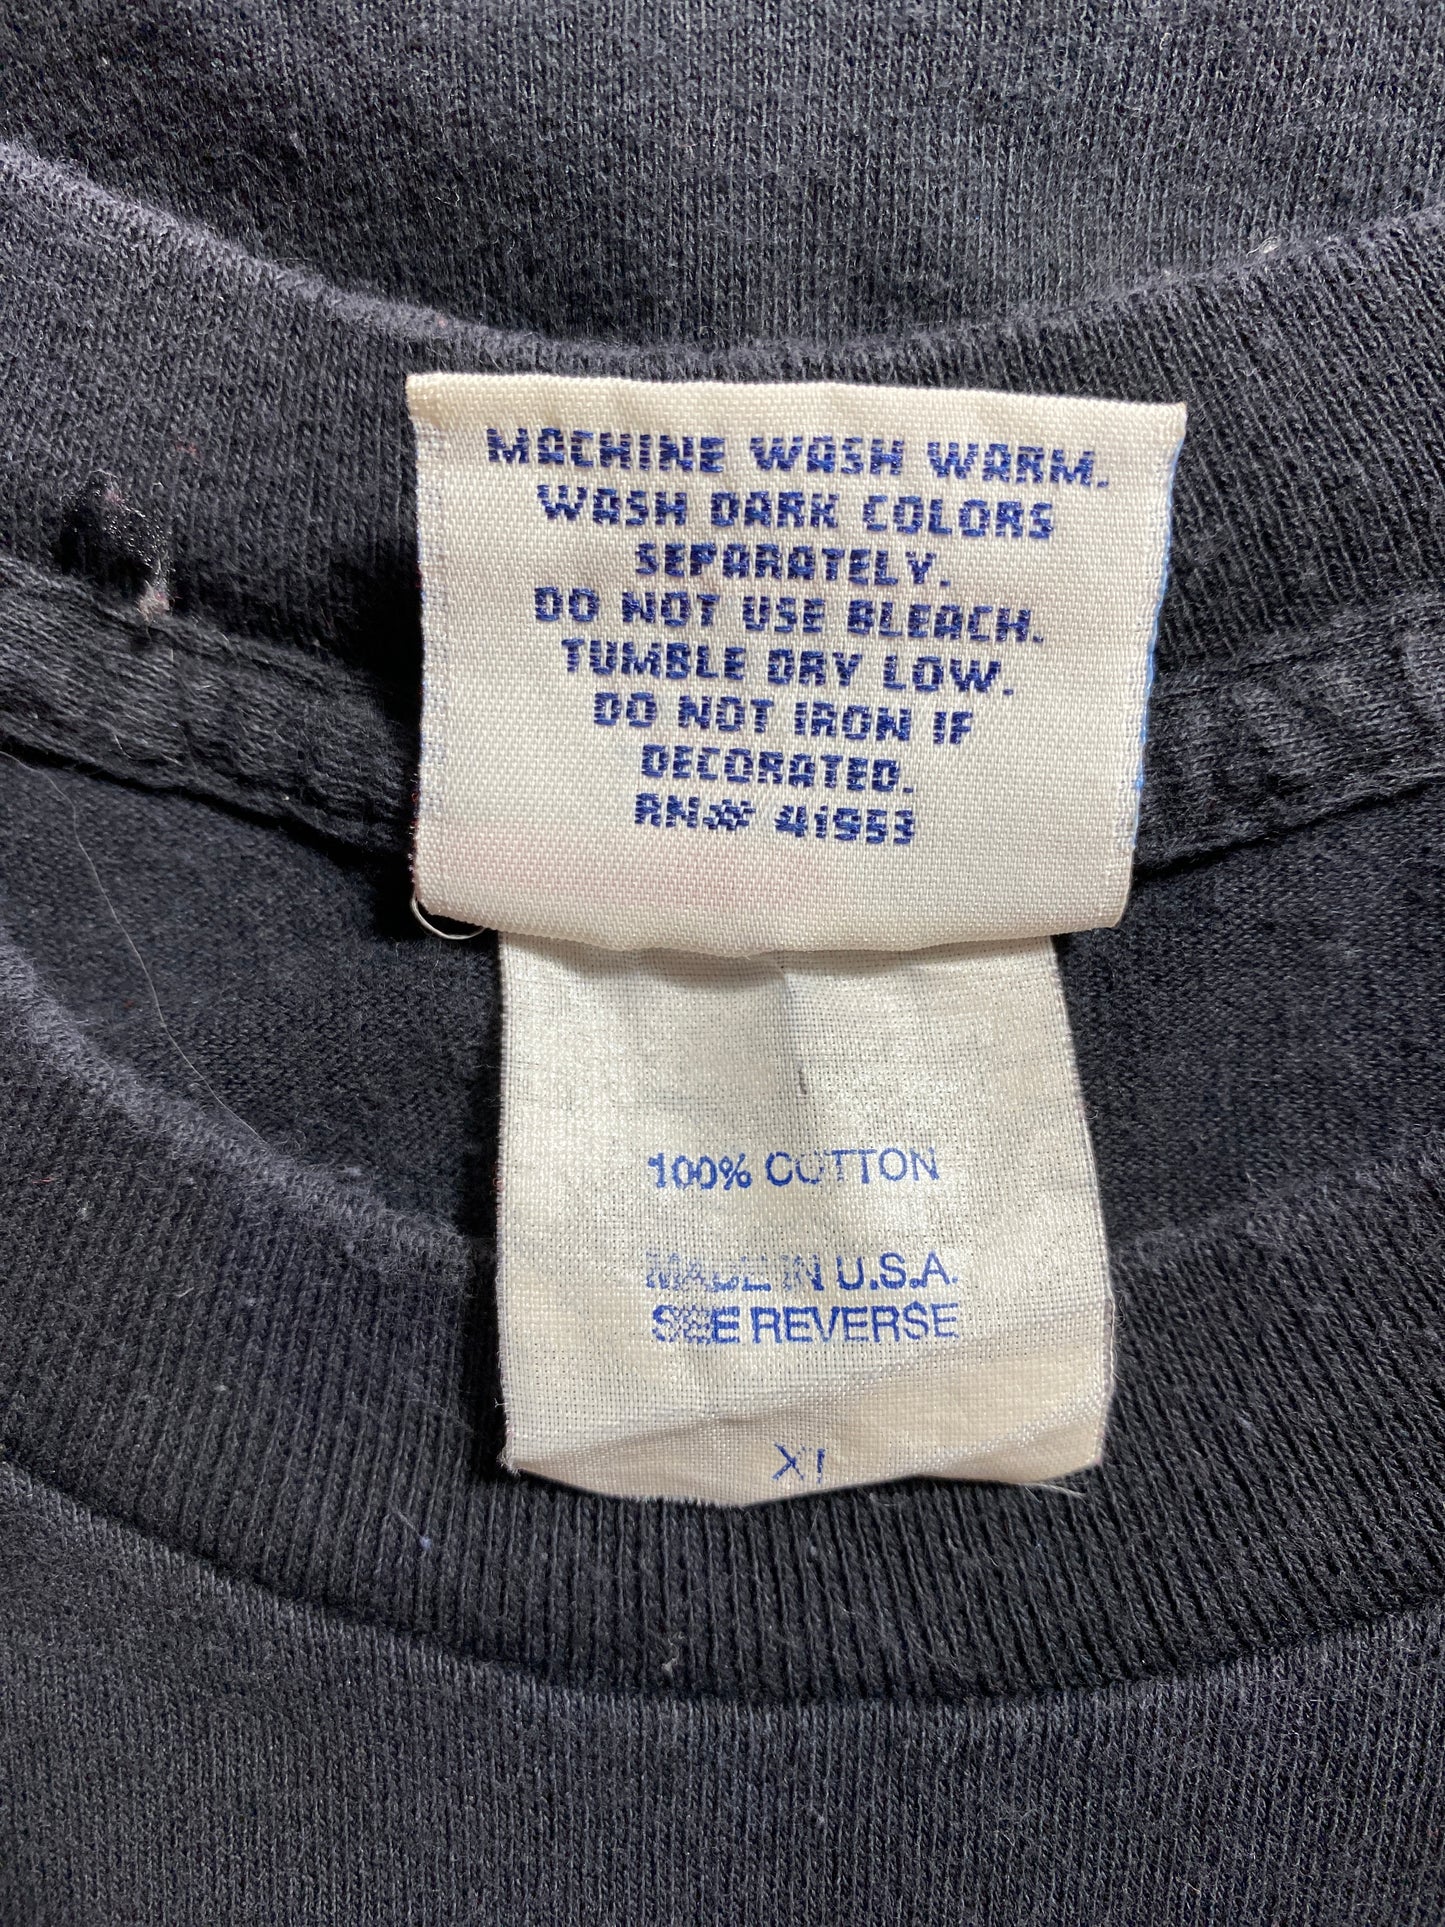 MACHINE WASH WARM.
WASH DARK COLORS
SEPARATELY.
DO NOT USE BLEACH.
TUMBLE DRY LOW.
DO NOT IRON IF
DECORATED.
RN# 41953
100% COTTON
MADE IN U.S.A.
SEE REVERSE
XL